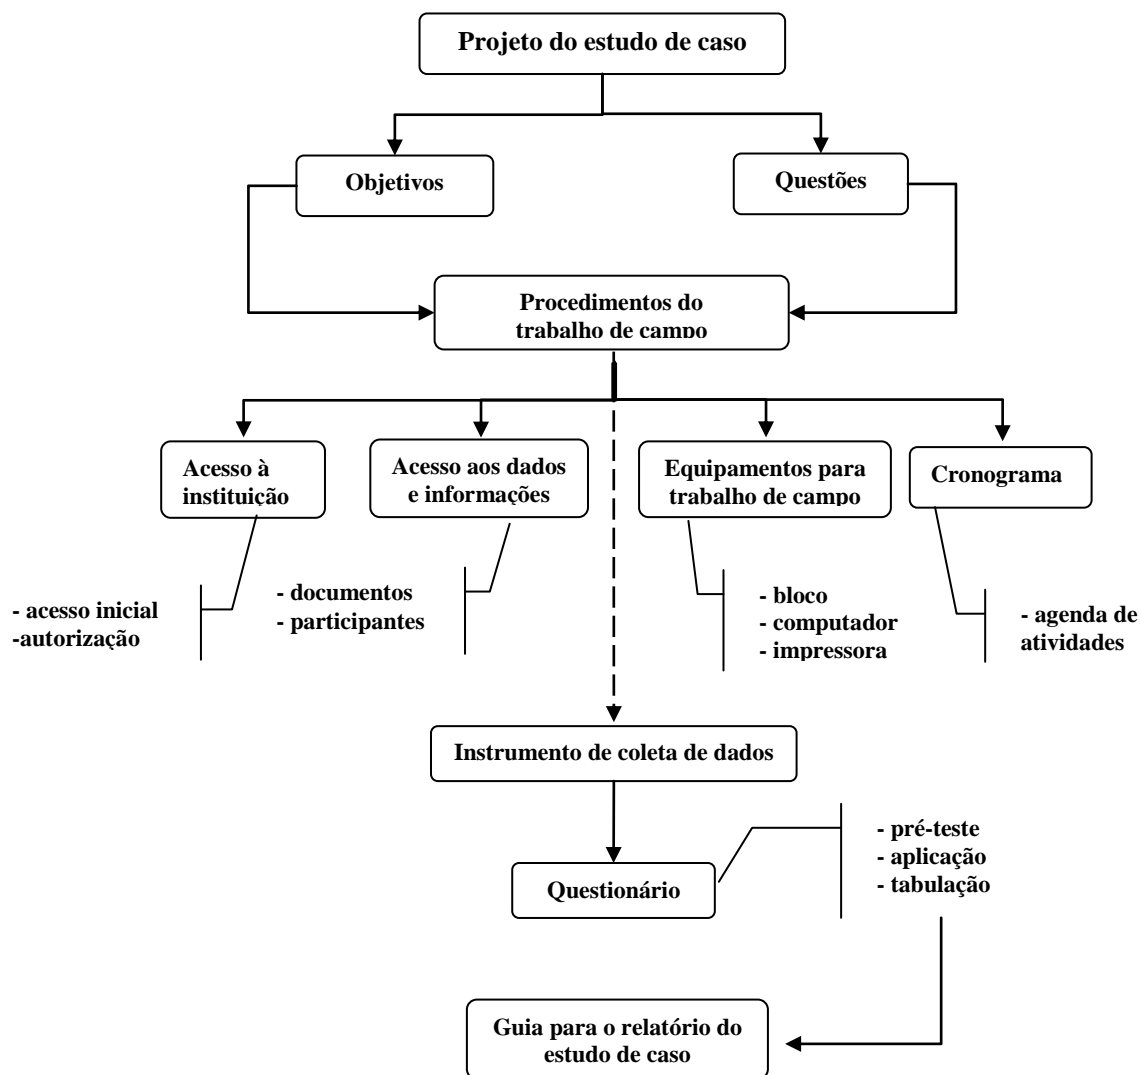 Projeto do estudo de caso
Objetivos
Questões
Procedimentos do
trabalho de campo
Acesso à
instituição
Acesso aos dados
e informações
Equipamentos para
trabalho de campo
Cronograma
- acesso inicial
-autorização
- documentos
- participantes
- bloco
- computador
- impressora
- agenda de
atividades
Instrumento de coleta de dados
Questionário
- pré-teste
- aplicação
- tabulação
Guia para o relatório do
estudo de caso